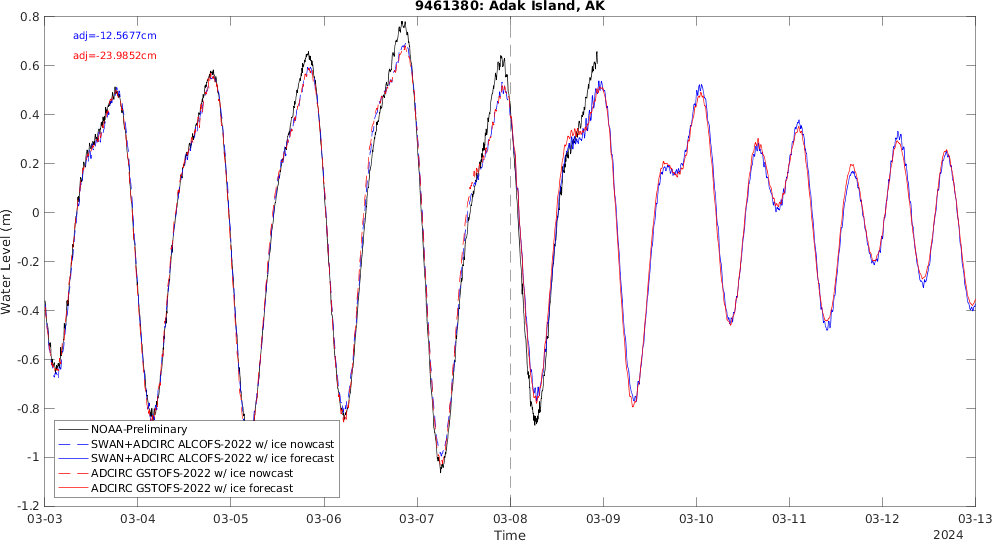 9461380: Adak Island, AK
adj=-12.5677cm
adj=-23.9852cm
Water Level (m)
0.8
0.6
0.4
0.2
0
-0.2
-0.4
-0.6
-0.8
-1
-1.2
NOAA-Preliminary
SWAN+ADCIRC ALCOFS-2022 w/ ice nowcast
SWAN+ADCIRC ALCOFS-2022 w/ ice forecast
ADCIRC GSTOFS-2022 w/ ice nowcast
ADCIRC GSTOFS-2022 w/ ice forecast
03-03 03-04 03-05 03-06 03-07 03-08 03-09 03-10 03-11 03-12 03-13
Time
2024